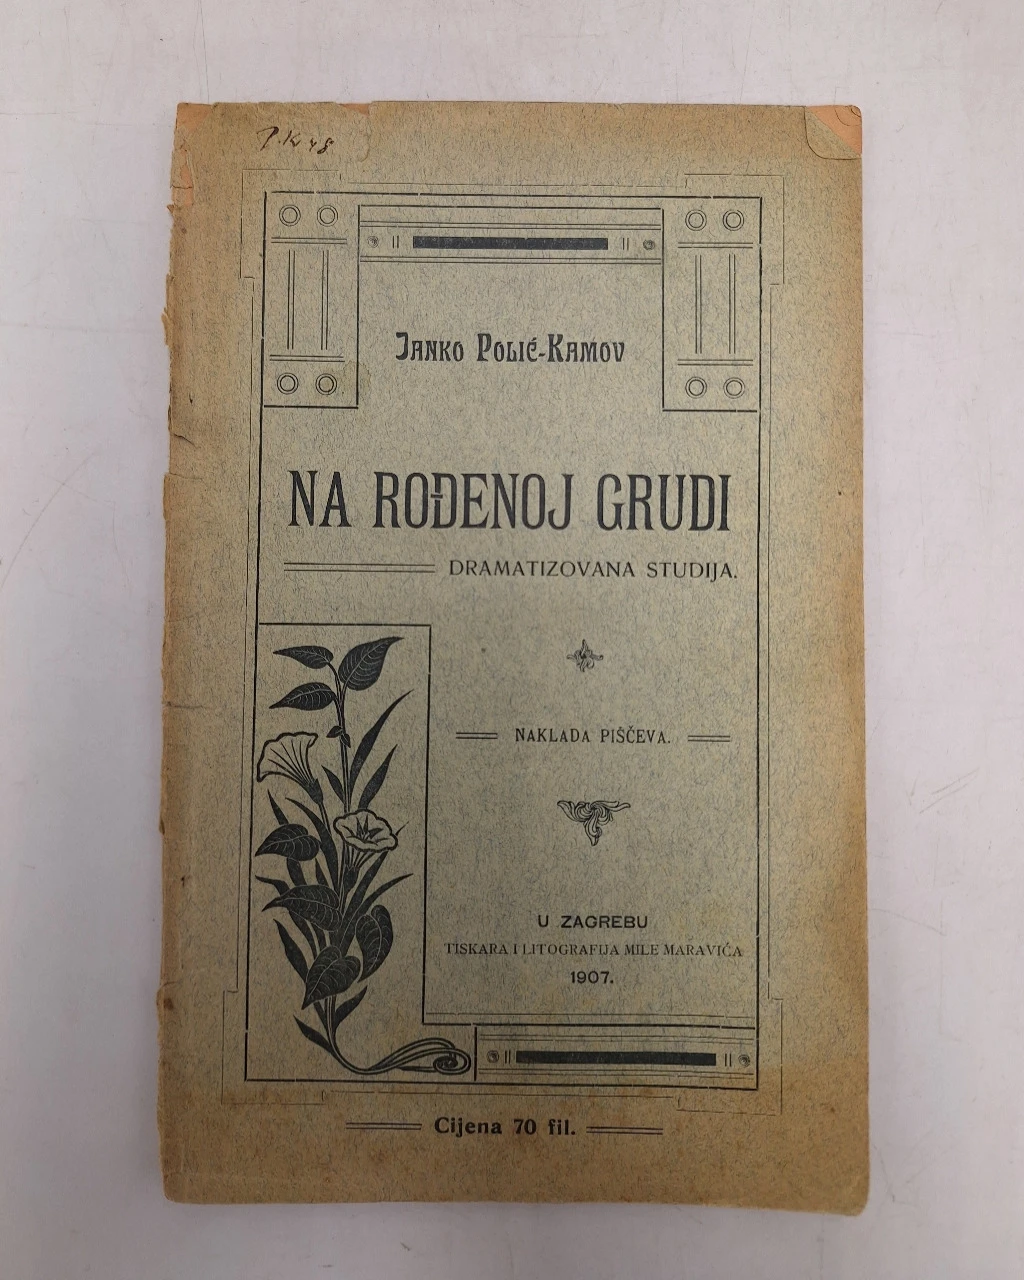 P. K 48
Janko Polić-Kamov
NA ROĐENOJ GRUDI
DRAMATIZOVANA STUDIJA.
NAKLADA PIŠČEVA.
U ZAGREBU
TISKARA I LITOGRAFIJA MILE MARAVIĆA
1907.
Cijena 70 fil.